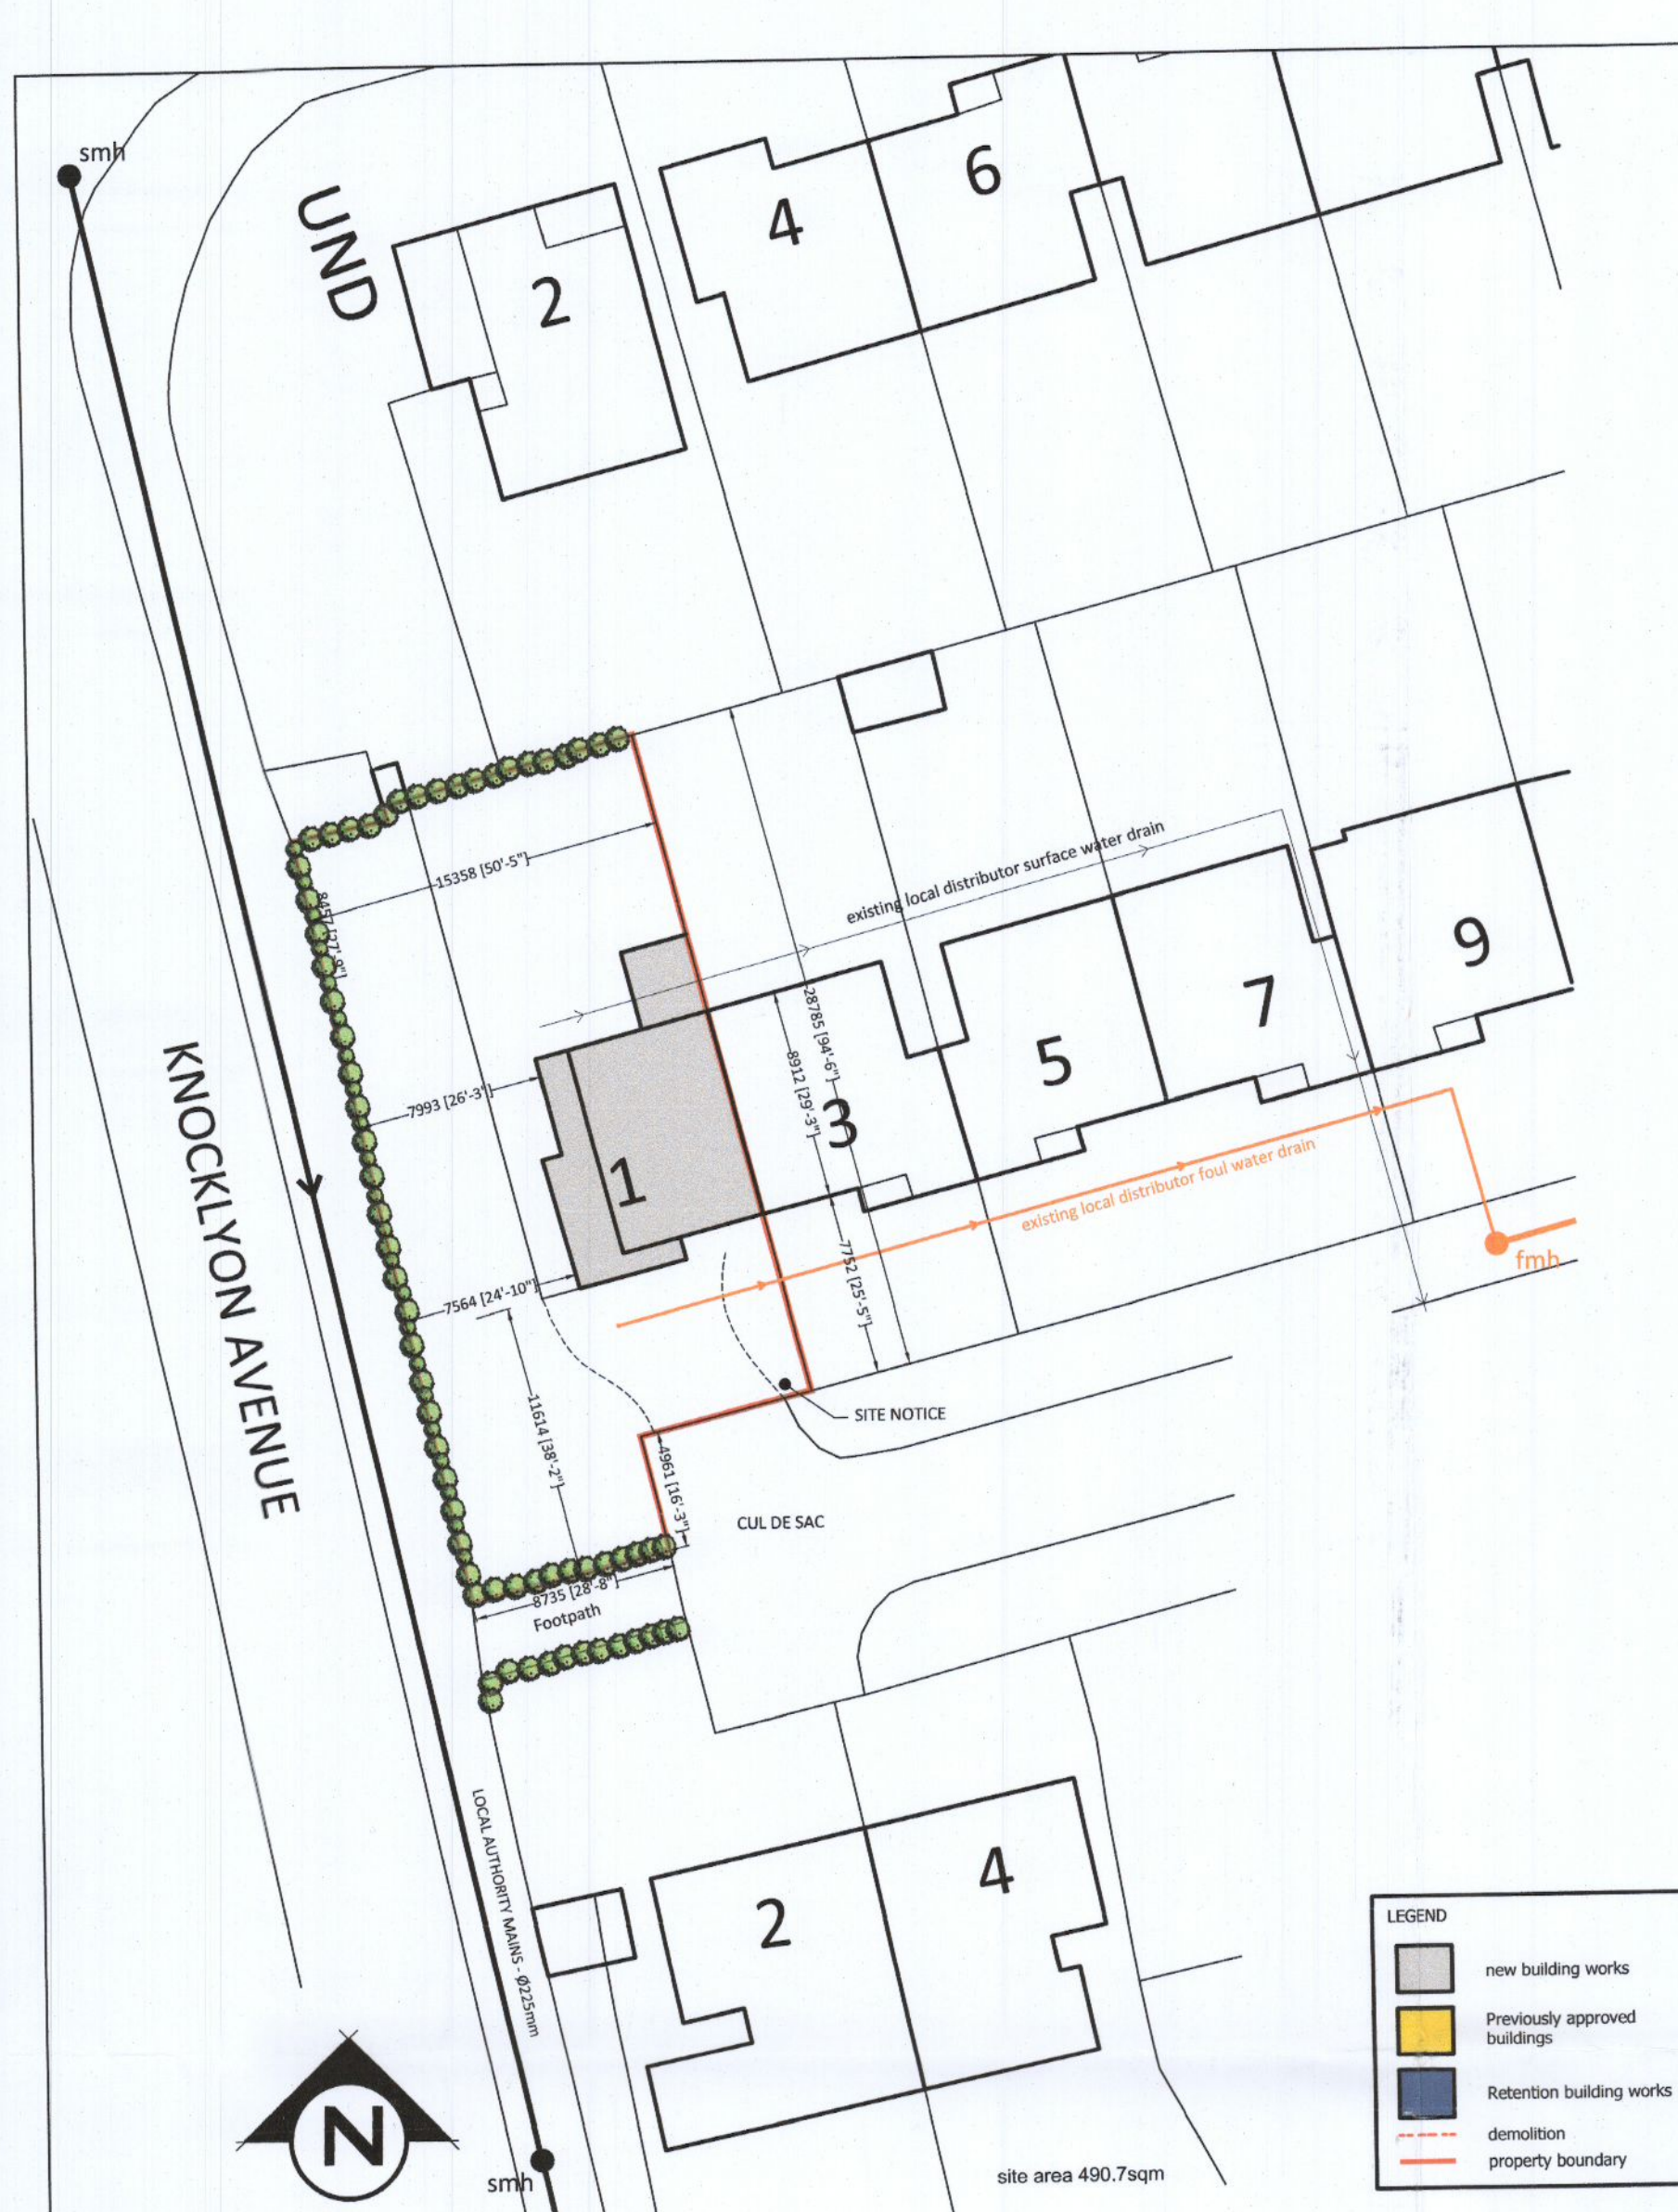 smh
UND
2
4
6
15358 [50'-5"]
8457 [27'-9"]
existing local distributor surface water drain
28785 [94'-6"]
8912 [29'-3"]
7993 [26'-3"]
1
3
5
7
9
KNOCKLYON AVENUE
existing local distributor foul water drain
fmh
7564 [24'-10"]
7752 [25'-5"]
11614 [38'-2"]
SITE NOTICE
4961 [16'-3"]
CUL DE SAC
8735 [28'-8"]
Footpath
LOCAL AUTHORITY MAINS - Ø225mm
2
4
LEGEND
new building works
Previously approved
buildings
Retention building works
demolition
property boundary
N
smh
site area 490.7sqm